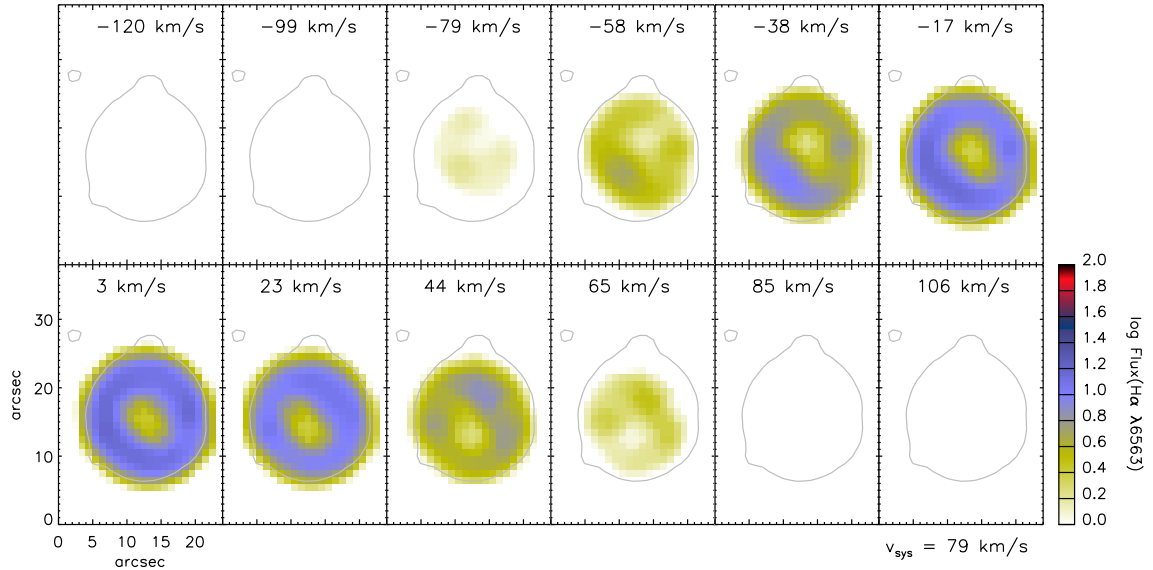 −120 km/s
−99 km/s
−79 km/s
−58 km/s
−38 km/s
−17 km/s
3 km/s
23 km/s
44 km/s
65 km/s
85 km/s
106 km/s
30
20
10
0
arcsec
0 5 10 15 20
arcsec
2.0
1.8
1.6
1.4
1.2
1.0
0.8
0.6
0.4
0.2
0.0
log Flux(Hα λ6563)
vsys = 79 km/s